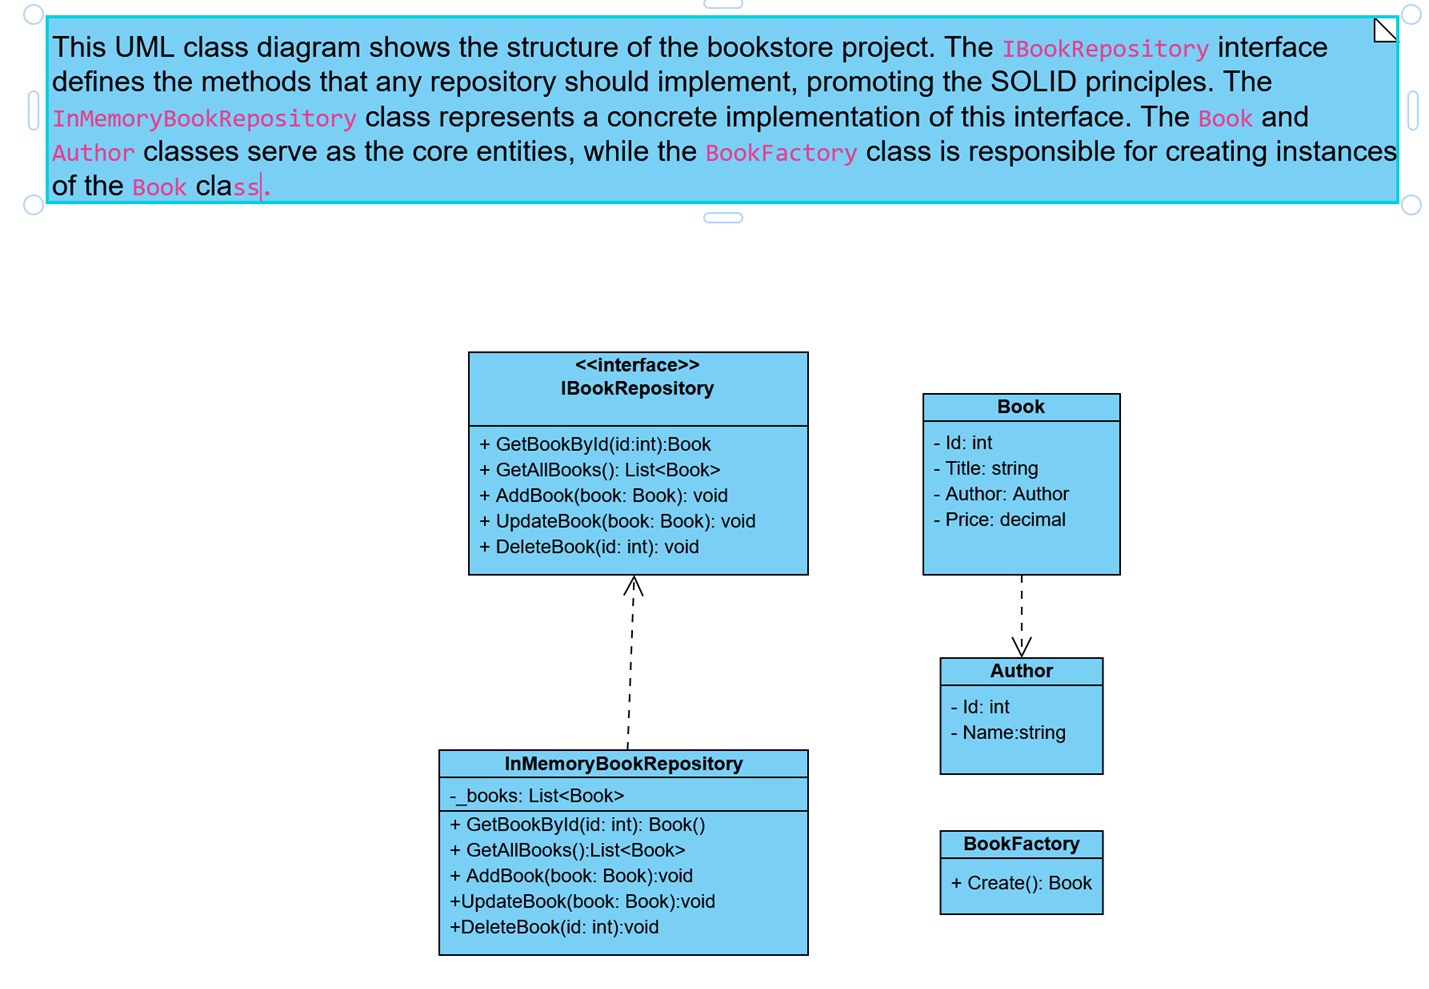 This UML class diagram shows the structure of the bookstore project. The IBookRepository interface
defines the methods that any repository should implement, promoting the SOLID principles. The
InMemoryBookRepository class represents a concrete implementation of this interface. The Book and
Author classes serve as the core entities, while the BookFactory class is responsible for creating instances
of the Book class.
<<interface>>
IBookRepository
+ GetBookById(id:int):Book
+ GetAllBooks(): List<Book>
+ AddBook(book: Book): void
+ UpdateBook(book: Book): void
+ DeleteBook(id: int): void
Book
- Id: int
- Title: string
- Author: Author
- Price: decimal
Author
- Id: int
- Name:string
InMemoryBookRepository
-_books: List<Book>
+ GetBookById(id: int): Book()
+ GetAllBooks():List<Book>
+ AddBook(book: Book):void
+UpdateBook(book: Book):void
+DeleteBook(id: int):void
BookFactory
+ Create(): Book